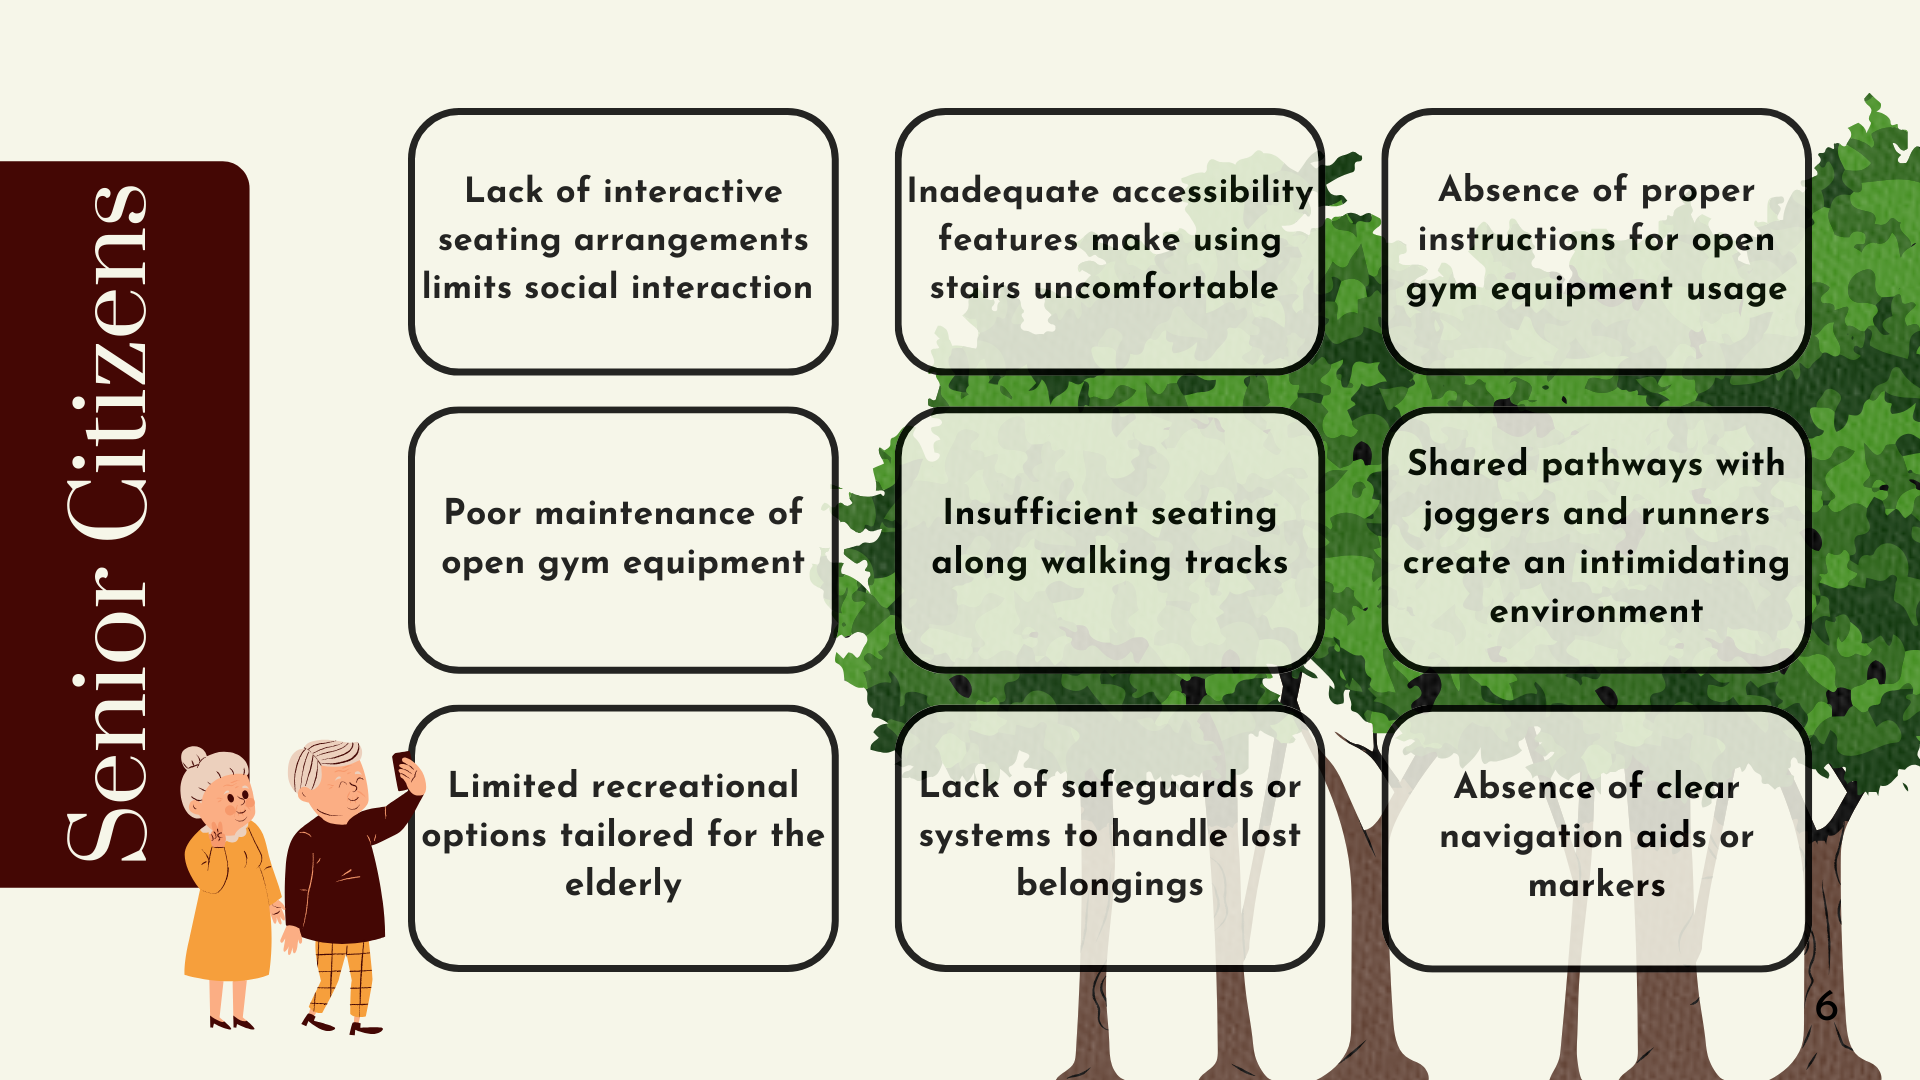 Senior Citizens
Lack of interactive
seating arrangements
limits social interaction
Inadequate accessibility
features make using
stairs uncomfortable
Absence of proper
instructions for open
gym equipment usage
Poor maintenance of
open gym equipment
Insufficient seating
along walking tracks
Shared pathways with
joggers and runners
create an intimidating
environment
Limited recreational
options tailored for the
elderly
Lack of safeguards or
systems to handle lost
belongings
Absence of clear
navigation aids or
markers
6